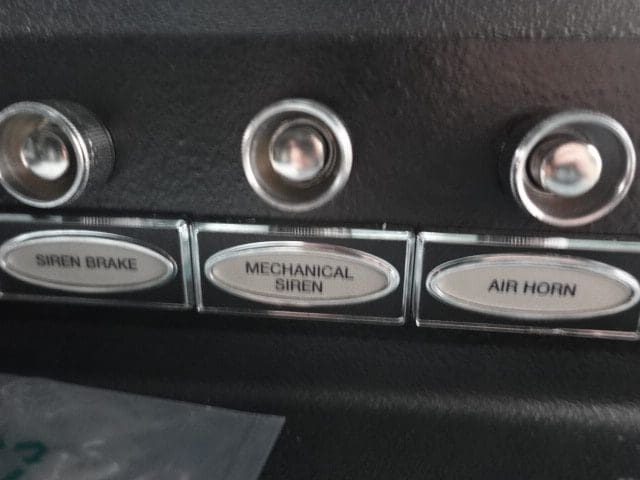 SIREN BRAKE
MECHANICAL
SIREN
AIR HORN